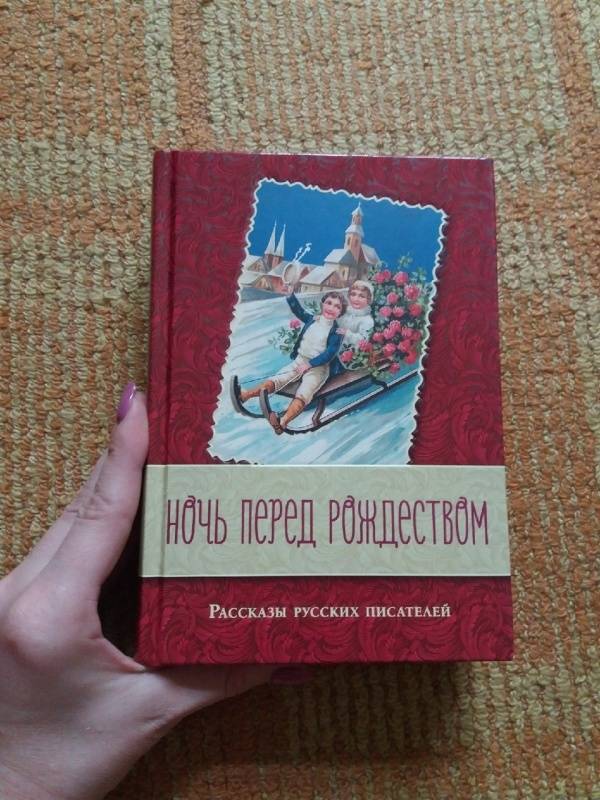 Ночь перед Рождеством
Рассказы русских писателей